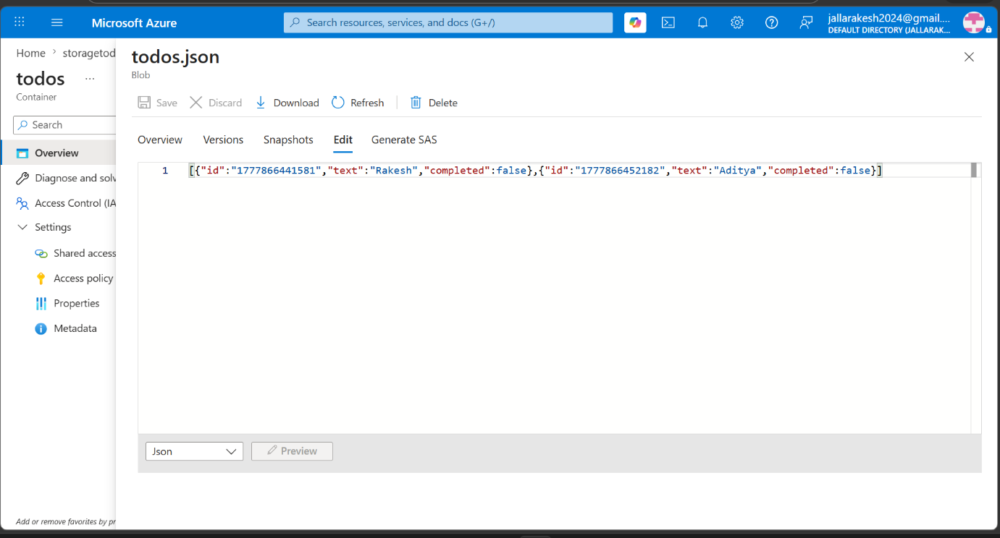 Microsoft Azure
Search resources, services, and docs (G+/)
jallarakesh2024@gmail....
DEFAULT DIRECTORY (JALLARAK...
Home > storagetod
todos ...
Container
Search
Overview
Diagnose and solv
Access Control (IA
Settings
Shared access
Access policy
Properties
Metadata
Add or remove favorites by pr
todos.json
Blob
Save Discard Download Refresh Delete
Overview Versions Snapshots Edit Generate SAS
1 [{"id":"1777866441581","text":"Rakesh","completed":false},{"id":"1777866452182","text":"Aditya","completed":false}]
Json Preview